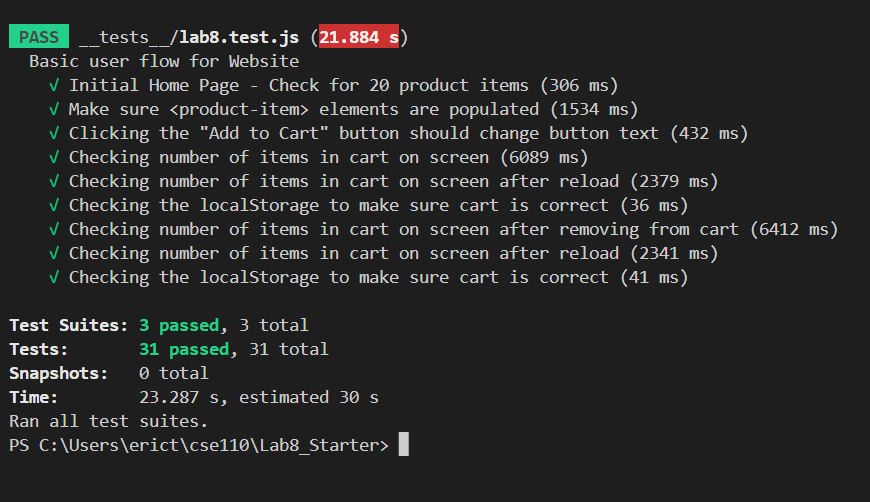 PASS __tests__/lab8.test.js (21.884 s)
Basic user flow for Website
√ Initial Home Page - Check for 20 product items (306 ms)
√ Make sure <product-item> elements are populated (1534 ms)
√ Clicking the "Add to Cart" button should change button text (432 ms)
√ Checking number of items in cart on screen (6089 ms)
√ Checking number of items in cart on screen after reload (2379 ms)
√ Checking the localStorage to make sure cart is correct (36 ms)
√ Checking number of items in cart on screen after removing from cart (6412 ms)
√ Checking number of items in cart on screen after reload (2341 ms)
√ Checking the localStorage to make sure cart is correct (41 ms)
Test Suites: 3 passed, 3 total
Tests: 31 passed, 31 total
Snapshots: 0 total
Time: 23.287 s, estimated 30 s
Ran all test suites.
PS C:\Users\erict\cse110\Lab8_Starter>